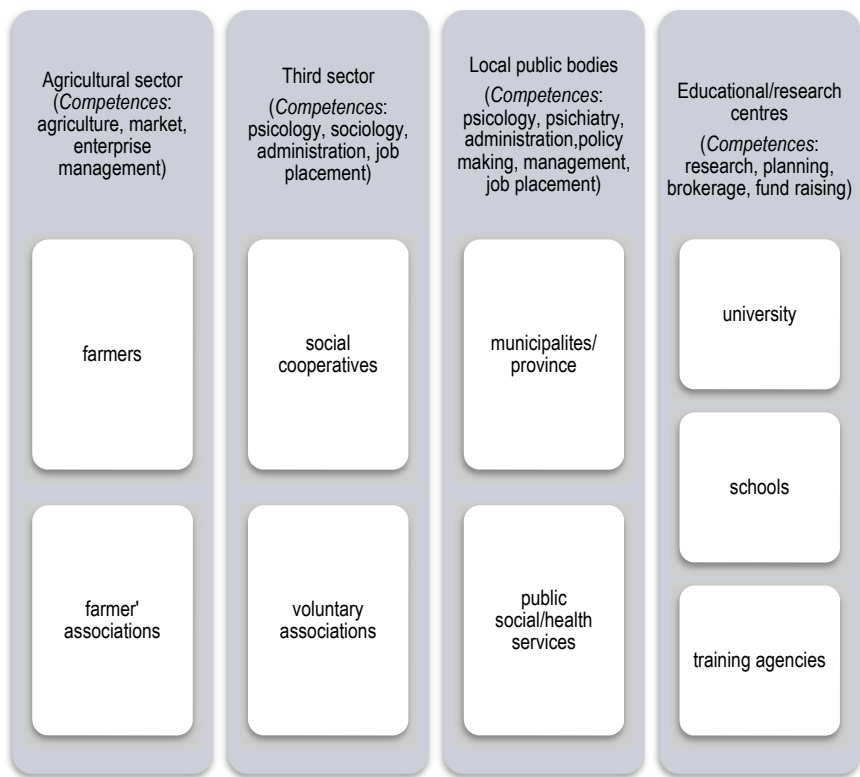 Agricultural sector
(Competences:
agriculture, market,
enterprise
management)
farmers
farmer'
associations
Third sector
(Competences:
psicology, sociology,
administration, job
placement)
social
cooperatives
voluntary
associations
Local public bodies
(Competences:
psicology, psichiatry,
administration,policy
making, management,
job placement)
municipalites/
province
public
social/health
services
Educational/research
centres
(Competences:
research, planning,
brokerage, fund raising)
university
schools
training agencies